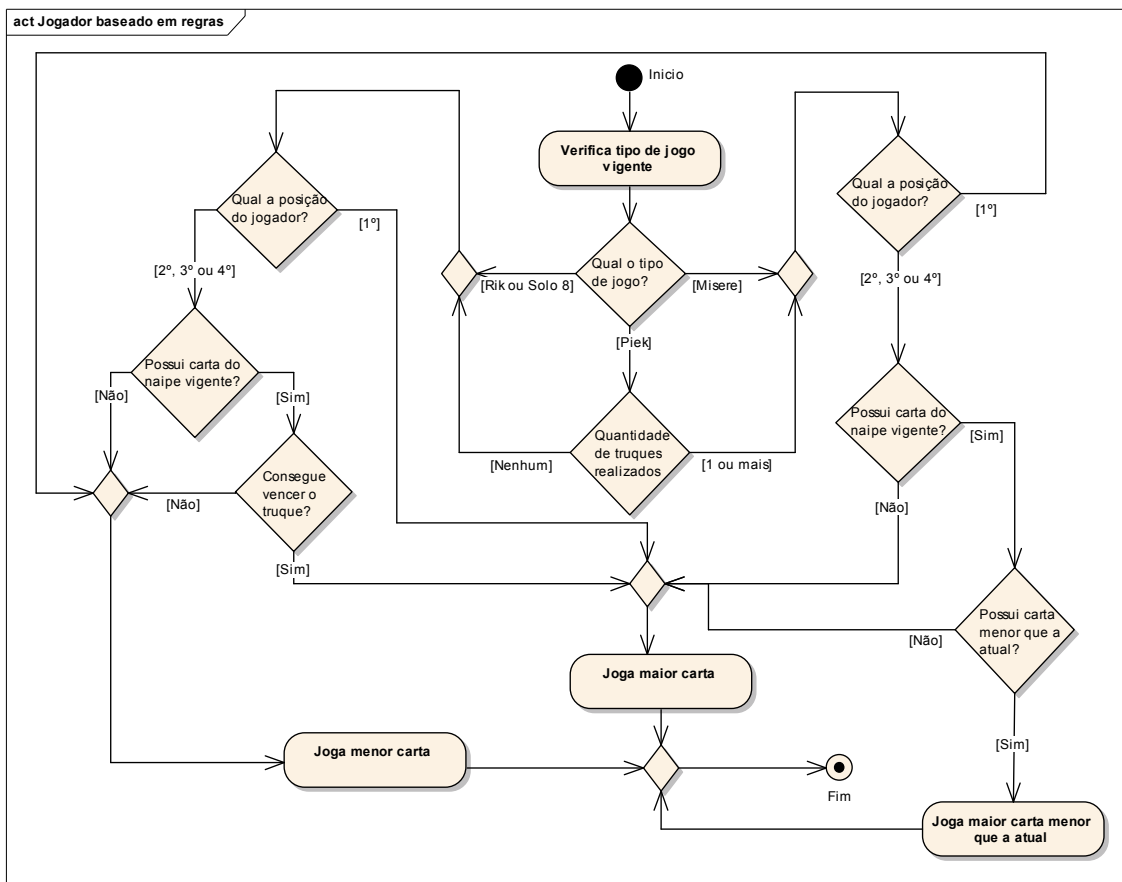 act Jogador baseado em regras
Inicio
Verifica tipo de jogo
vigente
Qual a posição
do jogador?
[1º]
[2º, 3º ou 4º]
Qual o tipo
de jogo?
[Rik ou Solo 8]
[Misere]
[Piek]
Qual a posição
do jogador?
[1º]
[2º, 3º ou 4º]
Possui carta do
naipe vigente?
[Não]
[Sim]
Quantidade
de truques
realizados
[Nenhum]
[1 ou mais]
Possui carta do
naipe vigente?
[Sim]
[Não]
Consegue
vencer o
truque?
[Não]
[Sim]
Possui carta
menor que a
atual?
[Não]
[Sim]
Joga maior carta
Joga menor carta
Fim
Joga maior carta menor
que a atual